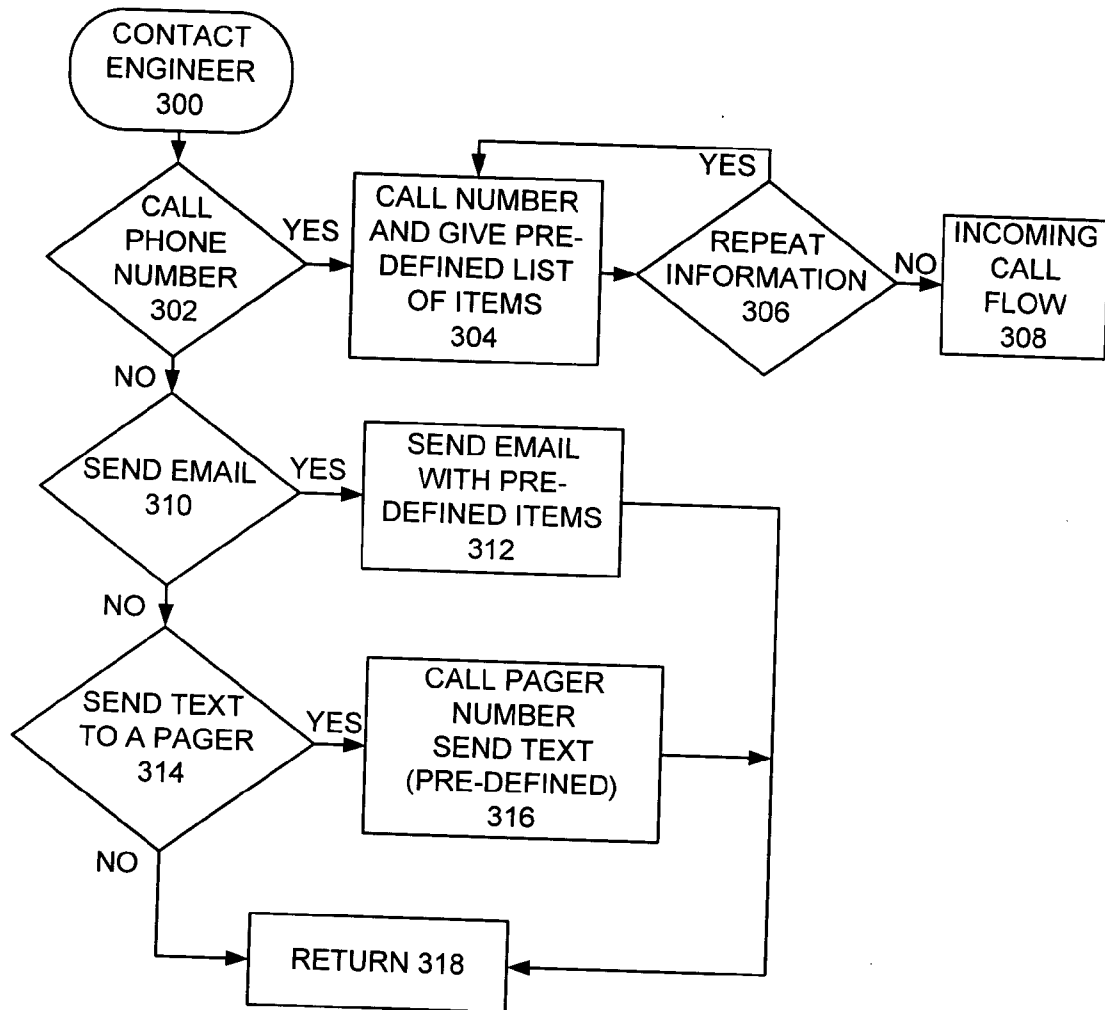 CONTACT
ENGINEER
300
CALL
PHONE
NUMBER
302
YES
CALL NUMBER
AND GIVE PRE-
DEFINED LIST
OF ITEMS
304
YES
REPEAT
INFORMATION
306
NO
INCOMING
CALL
FLOW
308
NO
SEND EMAIL
310
YES
SEND EMAIL
WITH PRE-
DEFINED ITEMS
312
NO
SEND TEXT
TO A PAGER
314
YES
CALL PAGER
NUMBER
SEND TEXT
(PRE-DEFINED)
316
NO
RETURN 318